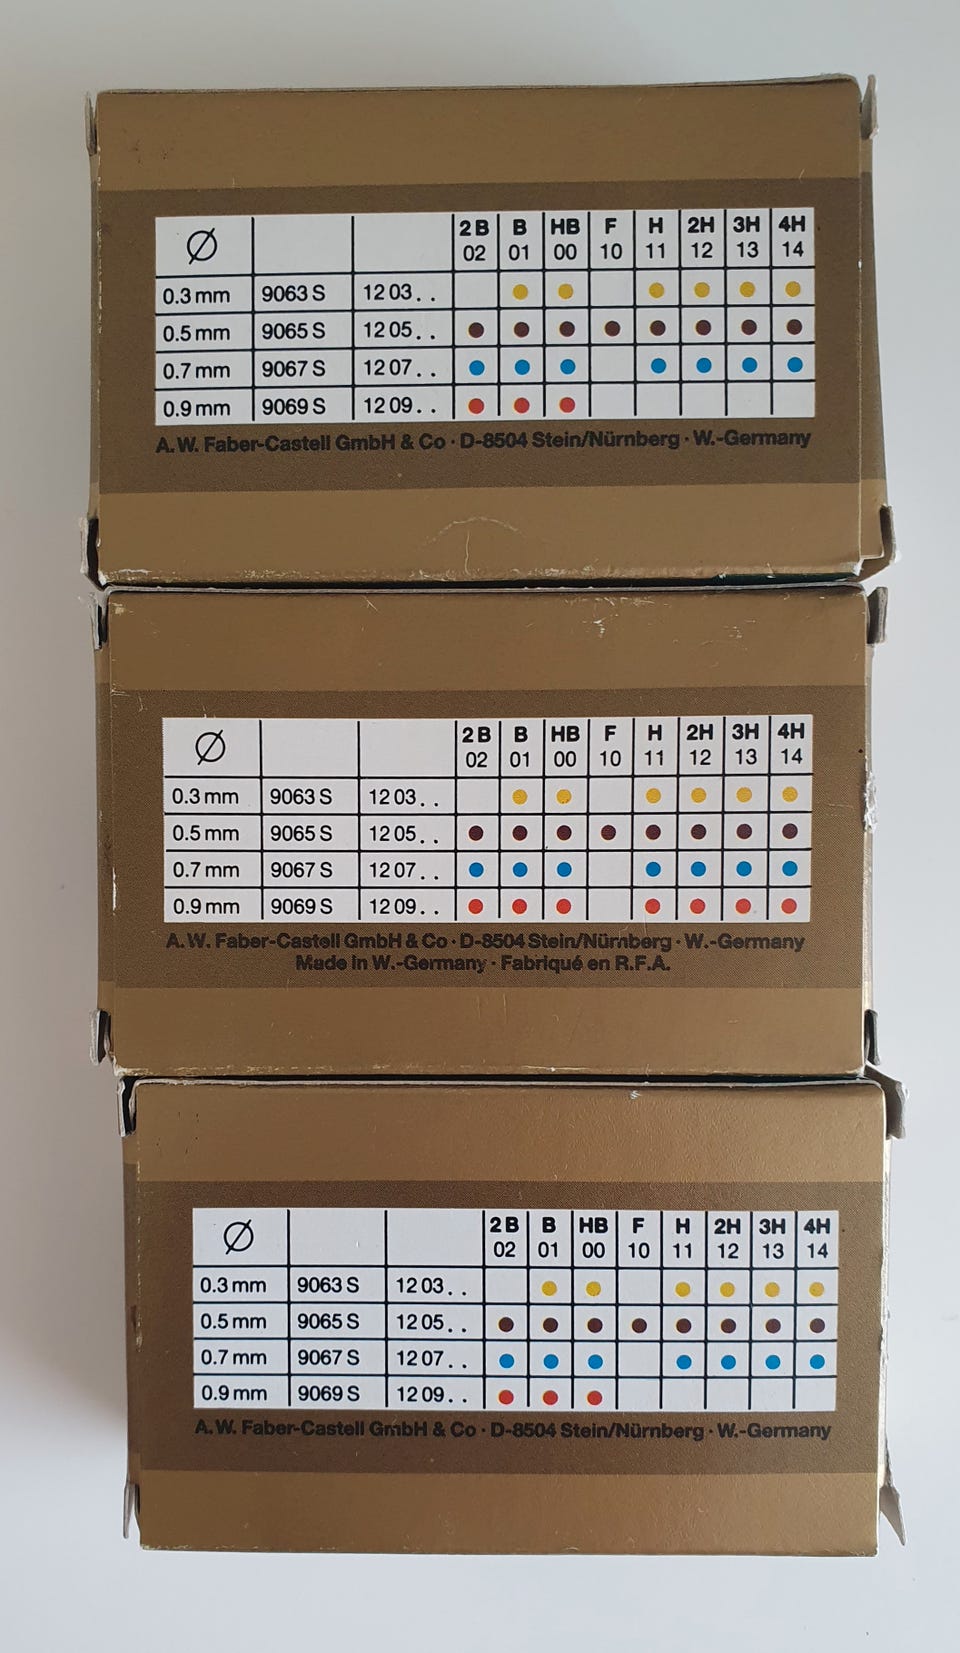 ⌀ 2B B HB F H 2H 3H 4H
02 01 00 10 11 12 13 14
0.3 mm 9063 S 12 03 . . ● ● ● ● ● ●
0.5 mm 9065 S 12 05 . . ● ● ● ● ● ● ● ●
0.7 mm 9067 S 12 07 . . ● ● ● ● ● ● ●
0.9 mm 9069 S 12 09 . . ● ● ●
A.W. Faber-Castell GmbH & Co · D-8504 Stein/Nürnberg · W.-Germany
⌀ 2B B HB F H 2H 3H 4H
02 01 00 10 11 12 13 14
0.3 mm 9063 S 12 03 . . ● ● ● ● ● ●
0.5 mm 9065 S 12 05 . . ● ● ● ● ● ● ● ●
0.7 mm 9067 S 12 07 . . ● ● ● ● ● ● ●
0.9 mm 9069 S 12 09 . . ● ● ● ● ● ● ●
A.W. Faber-Castell GmbH & Co · D-8504 Stein/Nürnberg · W.-Germany
Made in W.-Germany · Fabriqué en R.F.A.
⌀ 2B B HB F H 2H 3H 4H
02 01 00 10 11 12 13 14
0.3 mm 9063 S 12 03 . . ● ● ● ● ● ●
0.5 mm 9065 S 12 05 . . ● ● ● ● ● ● ● ●
0.7 mm 9067 S 12 07 . . ● ● ● ● ● ● ●
0.9 mm 9069 S 12 09 . . ● ● ●
A.W. Faber-Castell GmbH & Co · D-8504 Stein/Nürnberg · W.-Germany